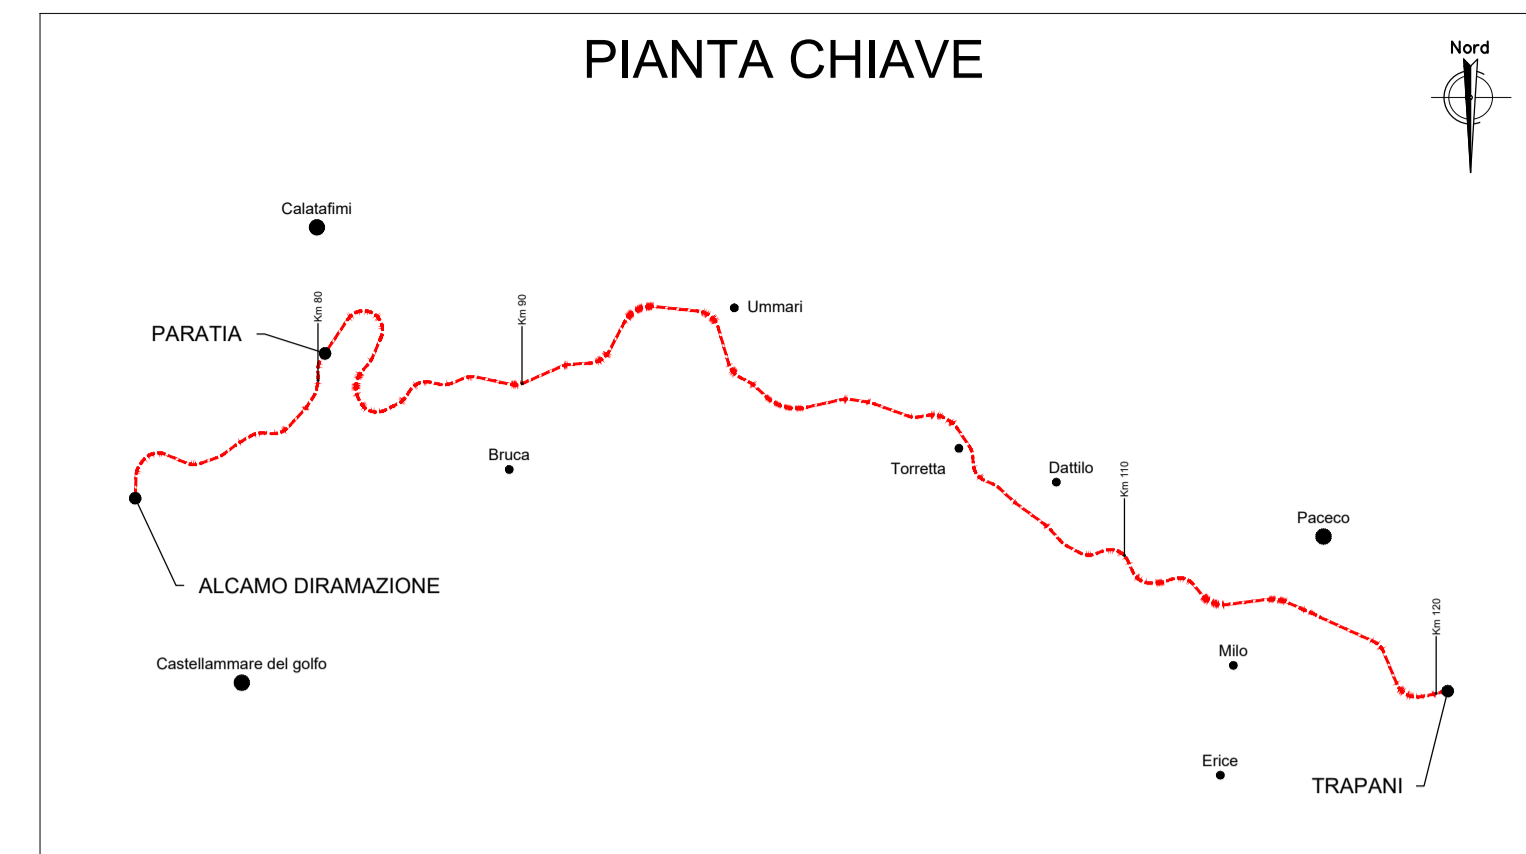 PIANTA CHIAVE
Nord
Calatafimi
Km 80
Km 90
Ummari
PARATIA
Bruca
Torretta
Dattilo
Km 110
Paceco
ALCAMO DIRAMAZIONE
Km 120
Milo
Castellammare del golfo
Erice
TRAPANI